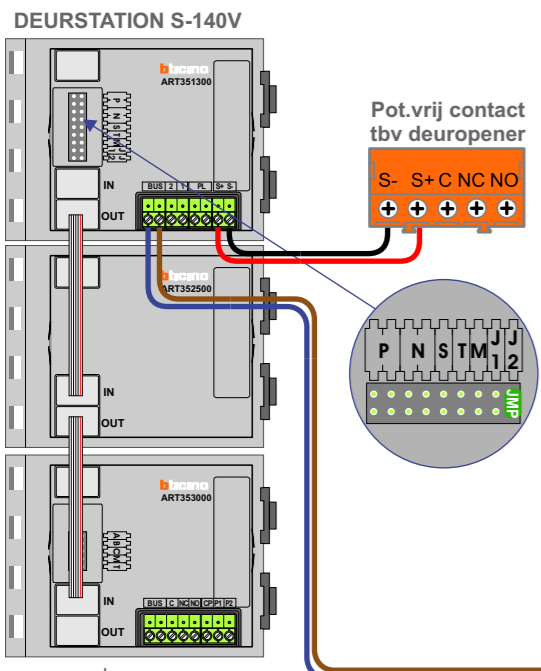 DEURSTATION S-140V
bticino
ART351300
P N S T M J1 J2
IN
OUT
BUS 2 1 PL S+ S-
Pot.vrij contact
tbv deuropener
S- S+ C NC NO
bticino
ART352500
IN
OUT
P N S T M J1 J2
JMP
bticino
ART353000
A B C M T
IN
OUT
BUS C NC NO CP P1 P2